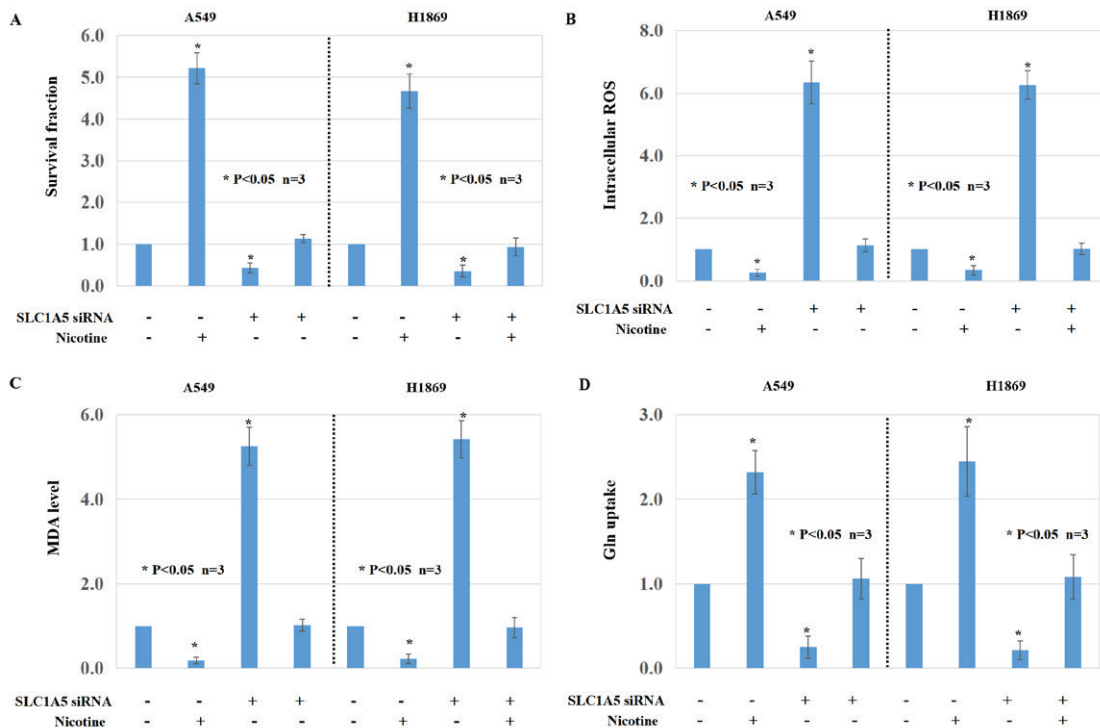 A
A549
H1869
6.0
5.0
4.0
3.0
2.0
1.0
0.0
Survival fraction
*
*
* P<0.05 n=3
* P<0.05 n=3
*
*
SLC1A5 siRNA - - + + - - + +
Nicotine - + - - - + - +
B
A549
H1869
8.0
6.0
4.0
2.0
0.0
Intracellular ROS
*
*
* P<0.05 n=3
* P<0.05 n=3
*
*
SLC1A5 siRNA - - + + - - + +
Nicotine - + - - - + - +
C
A549
H1869
6.0
4.0
2.0
0.0
MDA level
*
*
* P<0.05 n=3
* P<0.05 n=3
*
*
SLC1A5 siRNA - - + + - - + +
Nicotine - + - - - + - +
D
A549
H1869
3.0
2.0
1.0
0.0
Gln uptake
*
*
* P<0.05 n=3
* P<0.05 n=3
*
*
SLC1A5 siRNA - - + + - - + +
Nicotine - + - - - + - +